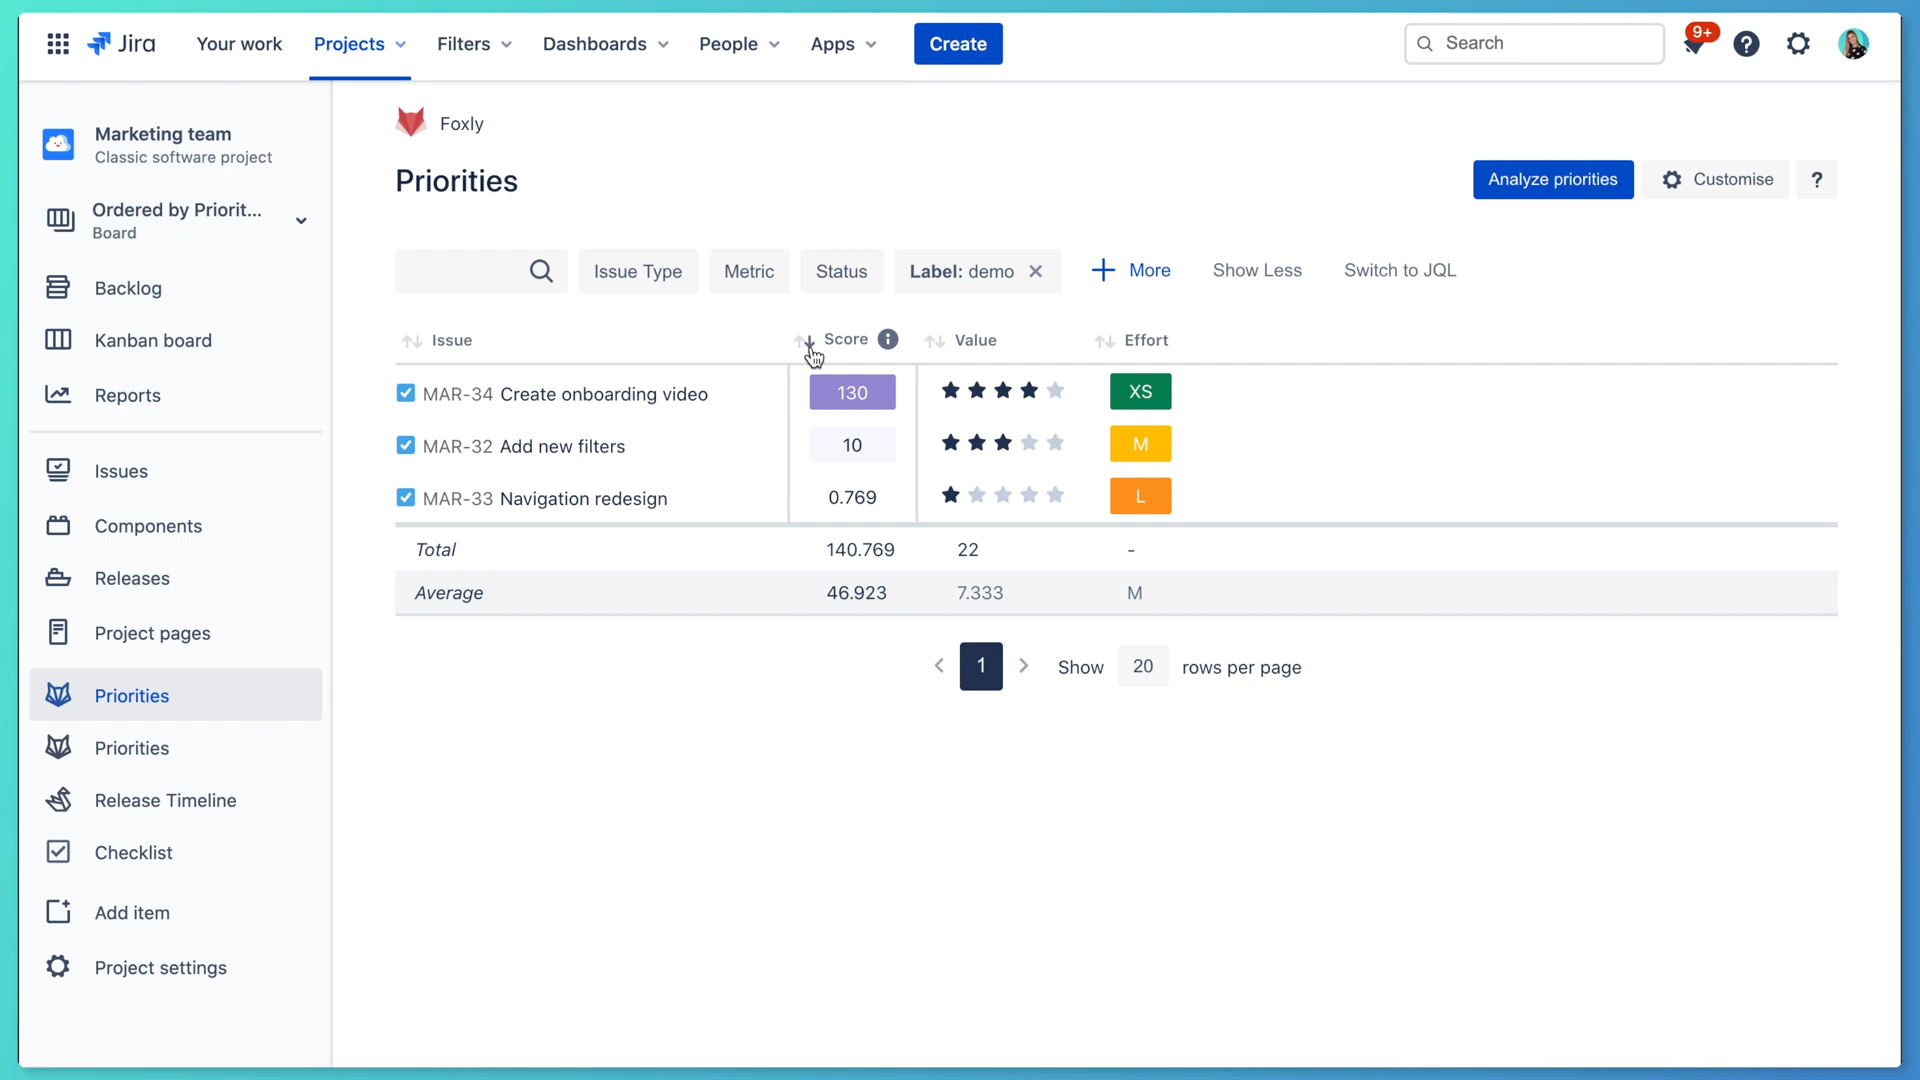 Jira
Your work
Projects
Filters
Dashboards
People
Apps
Create
Search
9+
?
Marketing team
Classic software project
Ordered by Priorit...
Board
Backlog
Kanban board
Reports
Issues
Components
Releases
Project pages
Priorities
Priorities
Release Timeline
Checklist
Add item
Project settings
Foxly
Priorities
Analyze priorities
Customise
?
Issue Type
Metric
Status
Label: demo
More
Show Less
Switch to JQL
Issue Score Value Effort
MAR-34 Create onboarding video 130 XS
MAR-32 Add new filters 10 M
MAR-33 Navigation redesign 0.769 L
Total 140.769 22 -
Average 46.923 7.333 M
1 Show 20 rows per page